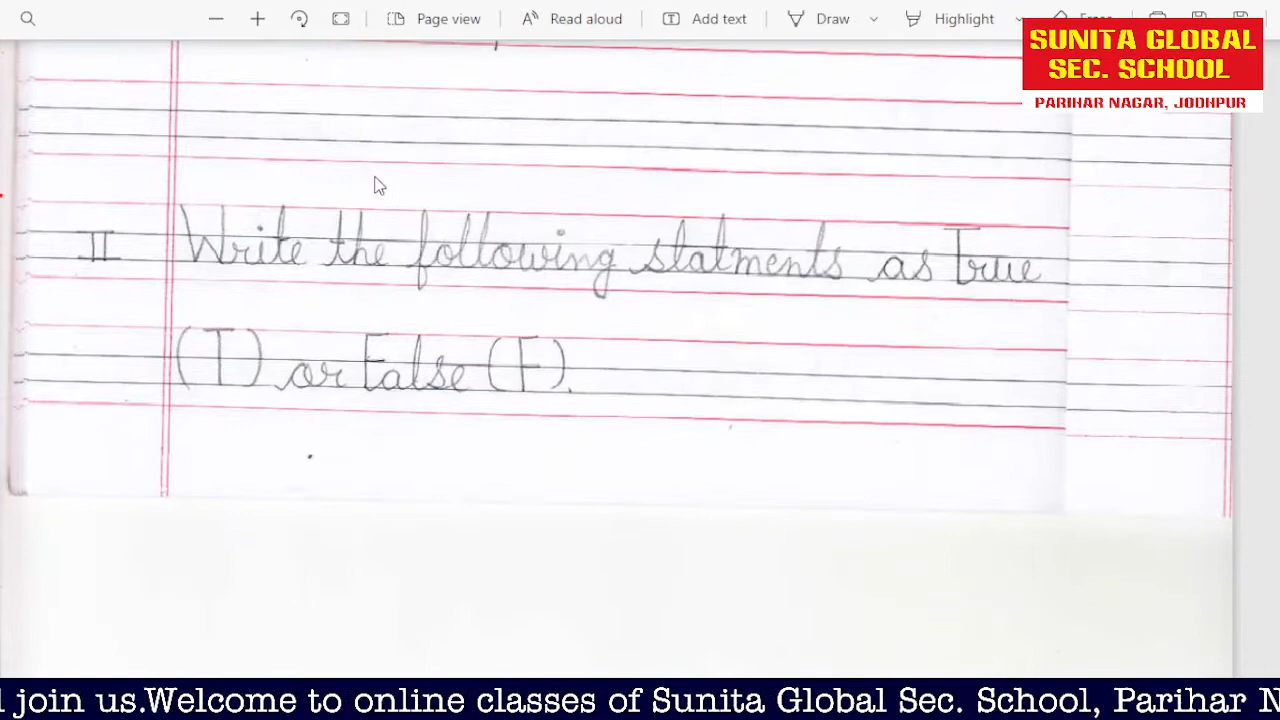 Page view
Read aloud
Add text
Draw
Highlight
SUNITA GLOBAL
SEC. SCHOOL
PARIHAR NAGAR, JODHPUR
II Write the following statments as True
(T) or False (F).
join us.Welcome to online classes of Sunita Global Sec. School, Parihar N